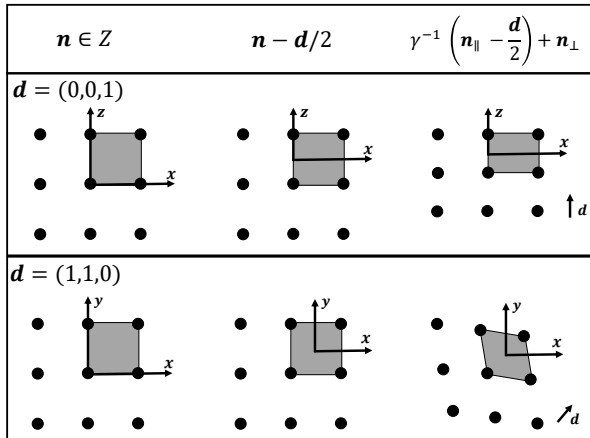 n ∈ Z
n − d/2
γ⁻¹ (n∥ − d/2) + n⊥
d = (0,0,1)
z
z
z
x
x
x
d
d = (1,1,0)
y
y
y
x
x
x
d